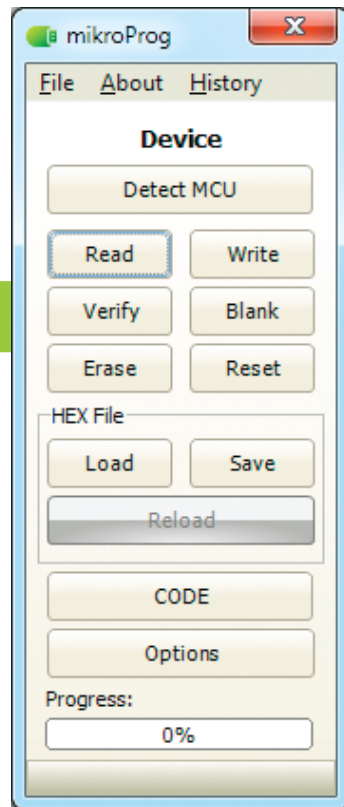 mikroProg
File About History
Device
Detect MCU
Read Write
Verify Blank
Erase Reset
HEX File
Load Save
Reload
CODE
Options
Progress:
0%